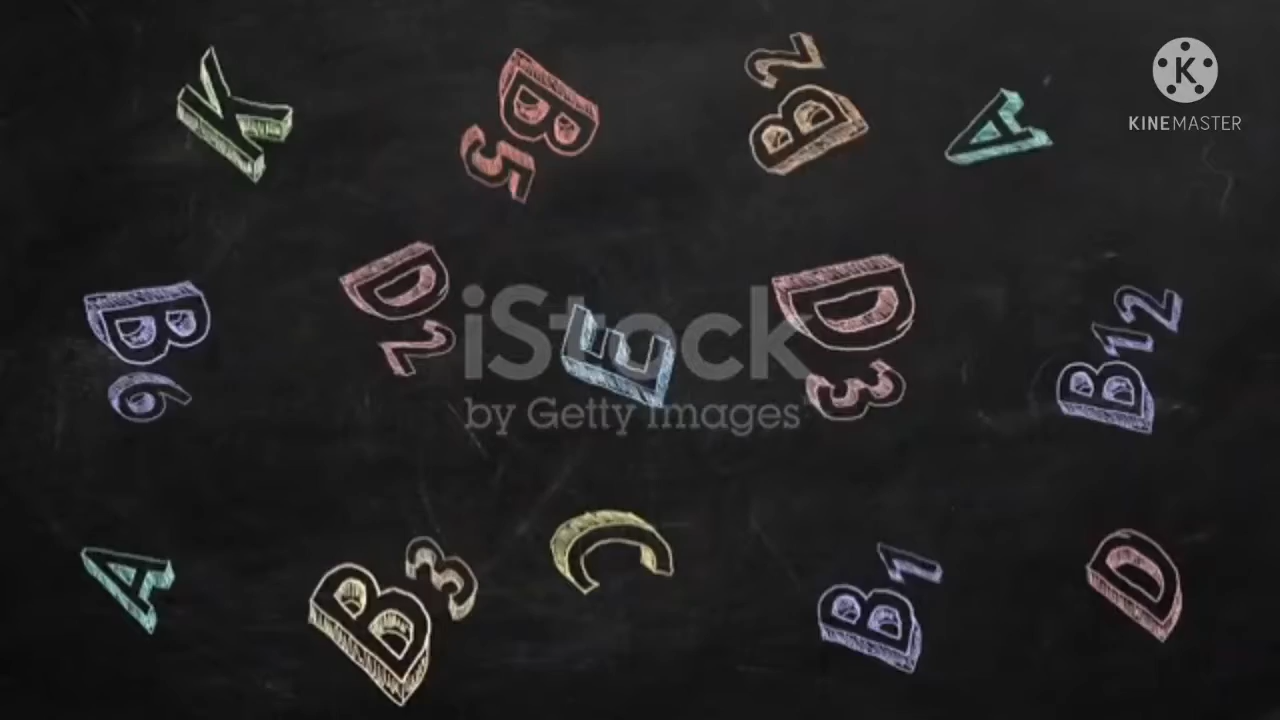 K
B5
B2
A
K
KINEMASTER
B6
D2
E
D3
B12
iStock
by Getty Images
A
B3
C
B1
D